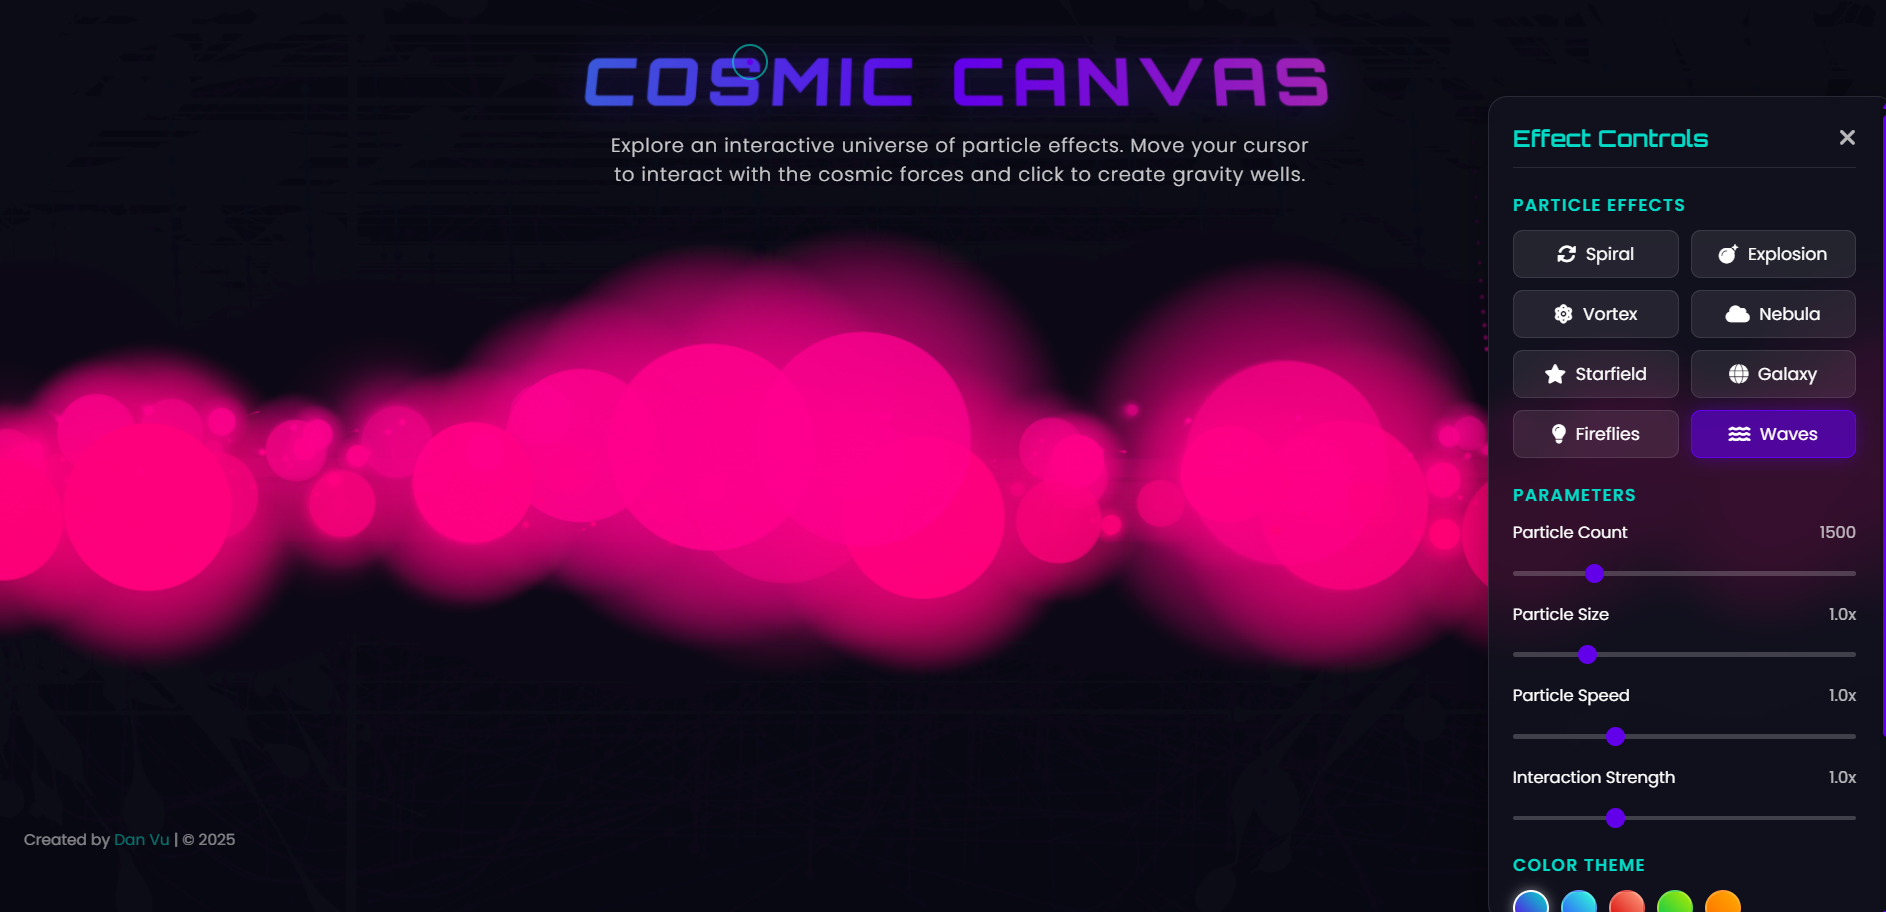 COSMIC CANVAS
Explore an interactive universe of particle effects. Move your cursor
to interact with the cosmic forces and click to create gravity wells.
Effect Controls
PARTICLE EFFECTS
Spiral
Explosion
Vortex
Nebula
Starfield
Galaxy
Fireflies
Waves
PARAMETERS
Particle Count 1500
Particle Size 1.0x
Particle Speed 1.0x
Interaction Strength 1.0x
COLOR THEME
Created by Dan Vu | © 2025